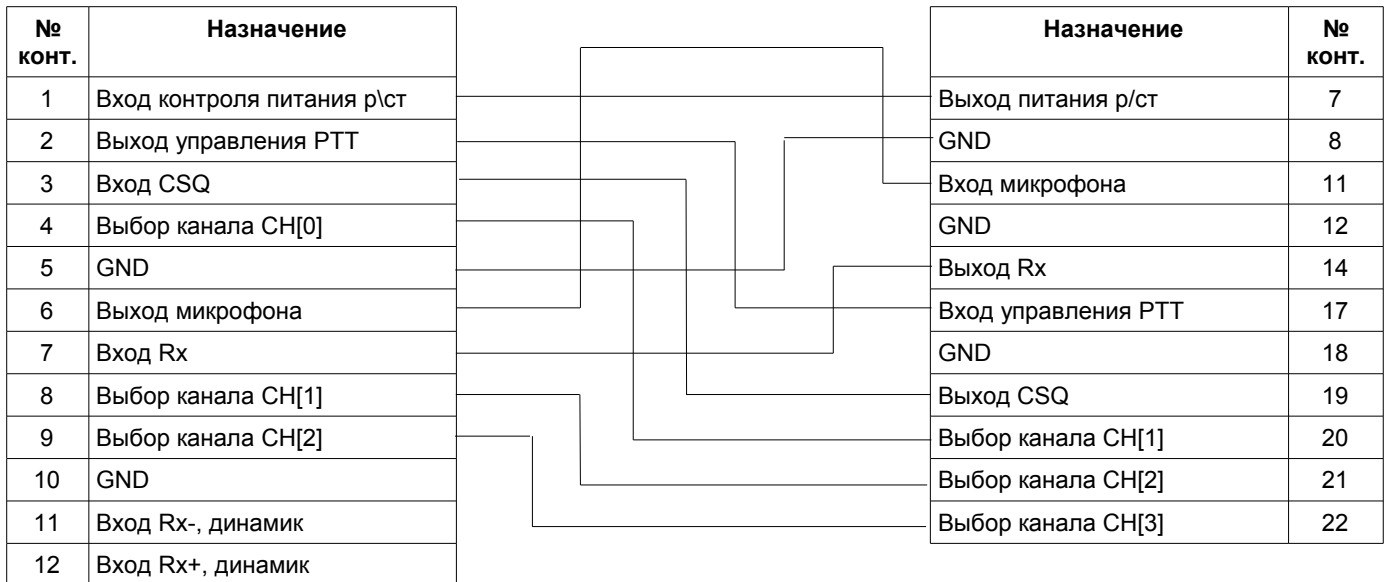 № конт. Назначение
1 Вход контроля питания р\ст
2 Выход управления РТТ
3 Вход CSQ
4 Выбор канала CH[0]
5 GND
6 Выход микрофона
7 Вход Rx
8 Выбор канала CH[1]
9 Выбор канала CH[2]
10 GND
11 Вход Rx-, динамик
12 Вход Rx+, динамик
Назначение № конт.
Выход питания р/ст 7
GND 8
Вход микрофона 11
GND 12
Выход Rx 14
Вход управления РТТ 17
GND 18
Выход CSQ 19
Выбор канала CH[1] 20
Выбор канала CH[2] 21
Выбор канала CH[3] 22